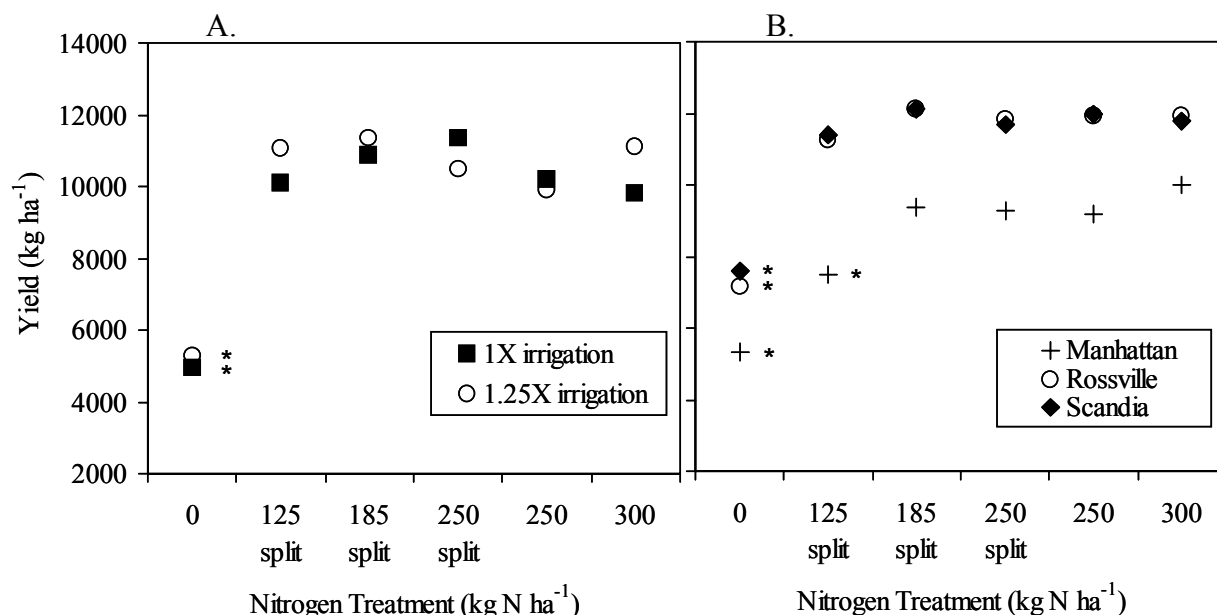 A.
14000
12000
10000
8000
6000
4000
2000
Yield (kg ha-1)
*
*
1X irrigation
1.25X irrigation
0 125 185 250 250 300
split split split
Nitrogen Treatment (kg N ha-1)
B.
*
*
*
*
Manhattan
Rossville
Scandia
0 125 185 250 250 300
split split split
Nitrogen Treatment (kg N ha-1)